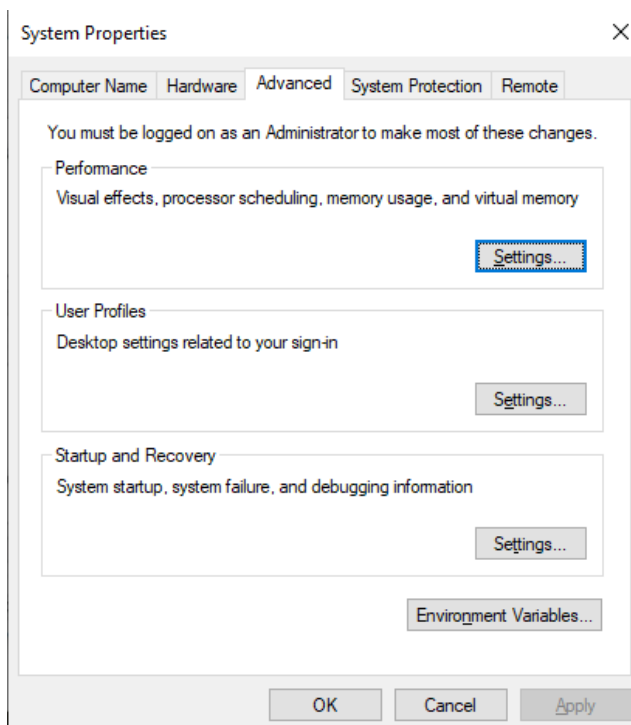 System Properties
Computer Name Hardware Advanced System Protection Remote
You must be logged on as an Administrator to make most of these changes.
Performance
Visual effects, processor scheduling, memory usage, and virtual memory
Settings...
User Profiles
Desktop settings related to your sign-in
Settings...
Startup and Recovery
System startup, system failure, and debugging information
Settings...
Environment Variables...
OK Cancel Apply